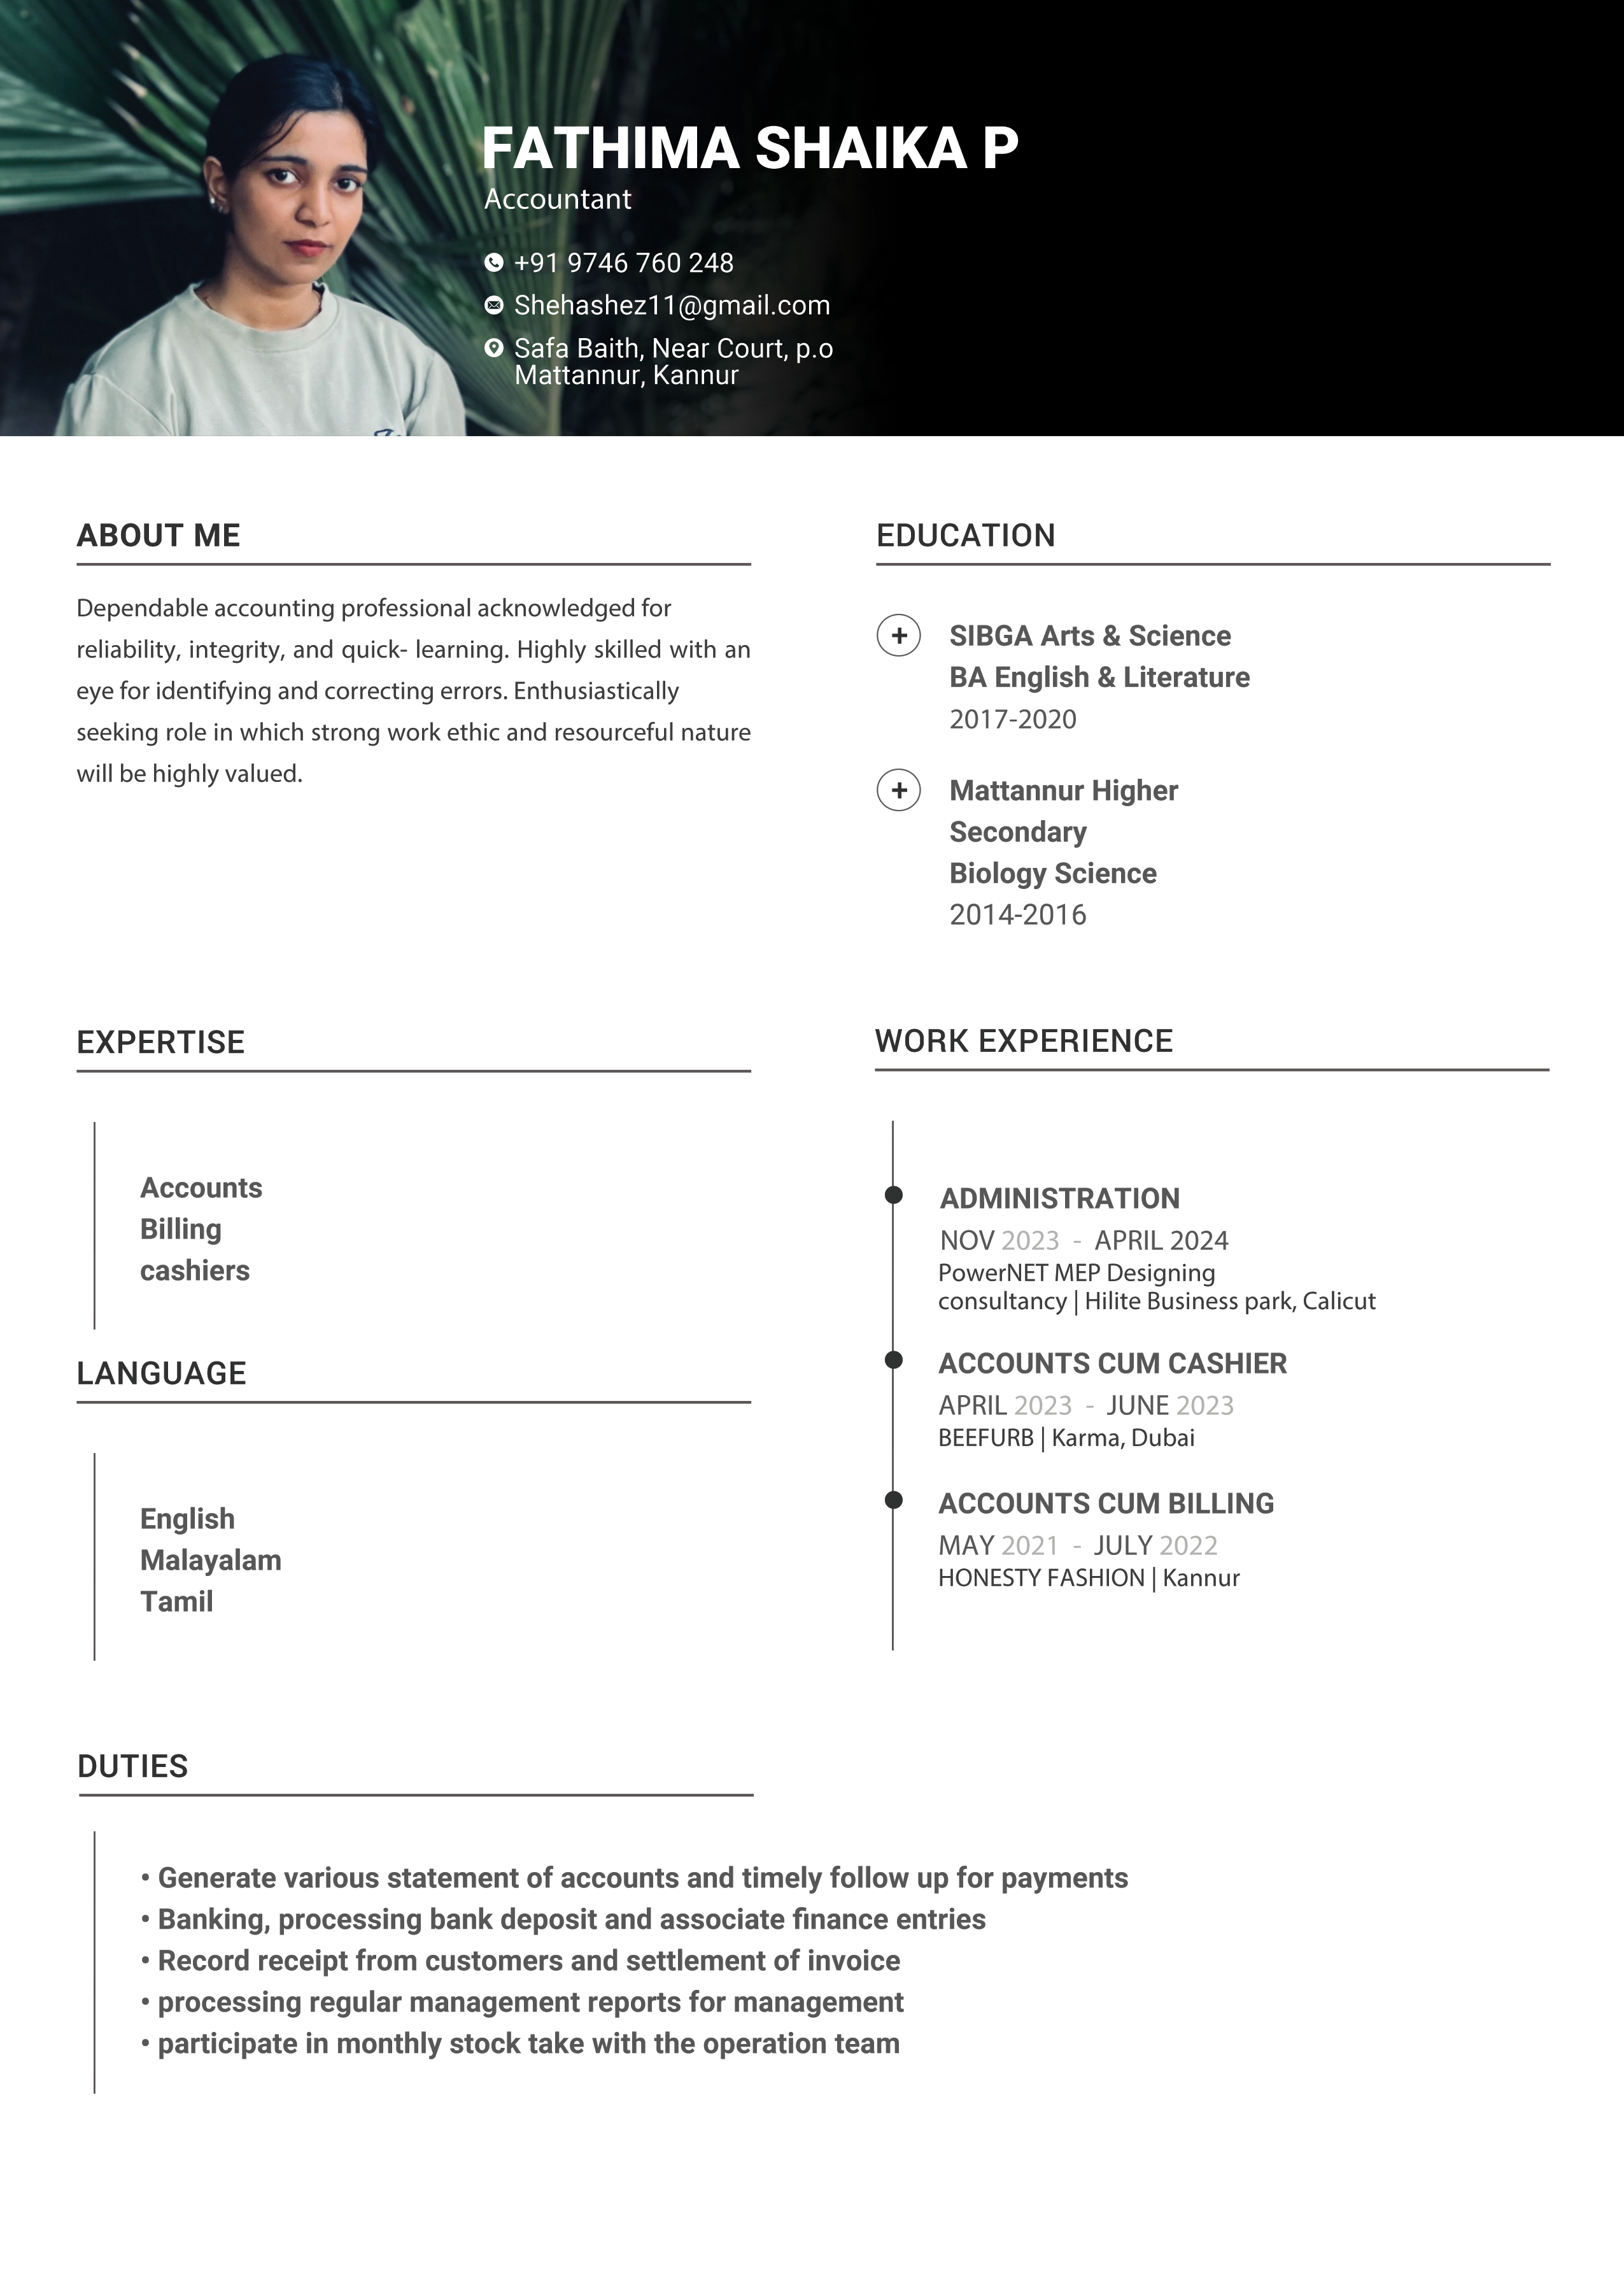 FATHIMA SHAIKA P
Accountant
+91 9746 760 248
Shehashez11@gmail.com
Safa Baith, Near Court, p.o
Mattannur, Kannur
ABOUT ME
Dependable accounting professional acknowledged for
reliability, integrity, and quick- learning. Highly skilled with an
eye for identifying and correcting errors. Enthusiastically
seeking role in which strong work ethic and resourceful nature
will be highly valued.
EDUCATION
SIBGA Arts & Science
BA English & Literature
2017-2020
Mattannur Higher
Secondary
Biology Science
2014-2016
EXPERTISE
Accounts
Billing
cashiers
LANGUAGE
English
Malayalam
Tamil
WORK EXPERIENCE
ADMINISTRATION
NOV 2023 - APRIL 2024
PowerNET MEP Designing
consultancy | Hilite Business park, Calicut
ACCOUNTS CUM CASHIER
APRIL 2023 - JUNE 2023
BEEFURB | Karma, Dubai
ACCOUNTS CUM BILLING
MAY 2021 - JULY 2022
HONESTY FASHION | Kannur
DUTIES
• Generate various statement of accounts and timely follow up for payments
• Banking, processing bank deposit and associate finance entries
• Record receipt from customers and settlement of invoice
• processing regular management reports for management
• participate in monthly stock take with the operation team